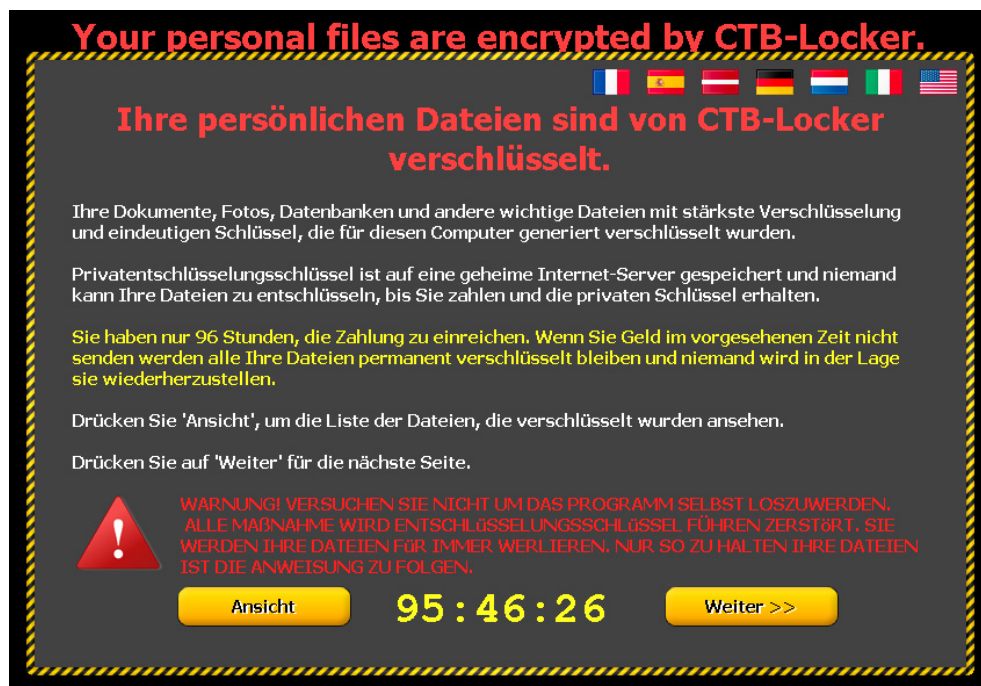 Your personal files are encrypted by CTB-Locker.
Ihre persönlichen Dateien sind von CTB-Locker
verschlüsselt.
Ihre Dokumente, Fotos, Datenbanken und andere wichtige Dateien mit stärkste Verschlüsselung
und eindeutigen Schlüssel, die für diesen Computer generiert verschlüsselt wurden.
Privatentschlüsselungsschlüssel ist auf eine geheime Internet-Server gespeichert und niemand
kann Ihre Dateien zu entschlüsseln, bis Sie zahlen und die privaten Schlüssel erhalten.
Sie haben nur 96 Stunden, die Zahlung zu einreichen. Wenn Sie Geld im vorgesehenen Zeit nicht
senden werden alle Ihre Dateien permanent verschlüsselt bleiben und niemand wird in der Lage
sie wiederherzustellen.
Drücken Sie 'Ansicht', um die Liste der Dateien, die verschlüsselt wurden ansehen.
Drücken Sie auf 'Weiter' für die nächste Seite.
WARNUNG! VERSUCHEN SIE NICHT UM DAS PROGRAMM SELBST LOSZUWERDEN.
ALLE MAßNAHME WIRD ENTSCHLüSSELUNGSSCHLüSSEL FÜHREN ZERSTöRT. SIE
WERDEN IHRE DATEIEN FüR IMMER WERLIEREN. NUR SO ZU HALTEN IHRE DATEIEN
IST DIE ANWEISUNG ZU FOLGEN.
Ansicht
95:46:26
Weiter >>